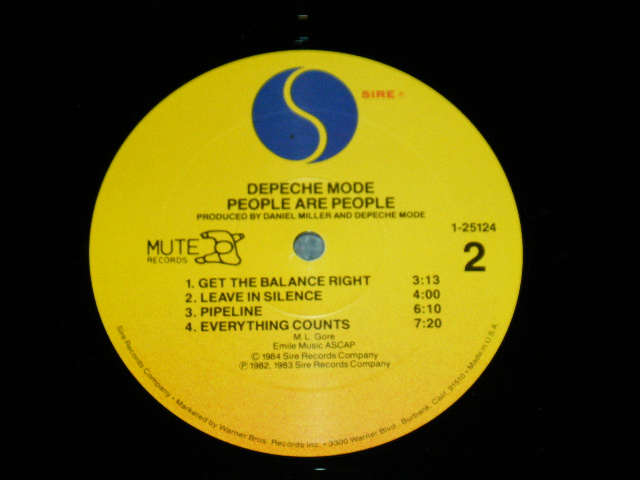 SIRE
DEPECHE MODE
PEOPLE ARE PEOPLE
PRODUCED BY DANIEL MILLER AND DEPECHE MODE
1-25124
MUTE
RECORDS
2
1. GET THE BALANCE RIGHT 3:13
2. LEAVE IN SILENCE 4:00
3. PIPELINE 6:10
4. EVERYTHING COUNTS 7:20
M. L. Gore
Emile Music ASCAP
© 1984 Sire Records Company
℗ 1982, 1983 Sire Records Company
Sire Records Company • Marketed by Warner Bros. Records Inc. • 3300 Warner Blvd., Burbank, Calif. 91510 • Made in U.S.A.